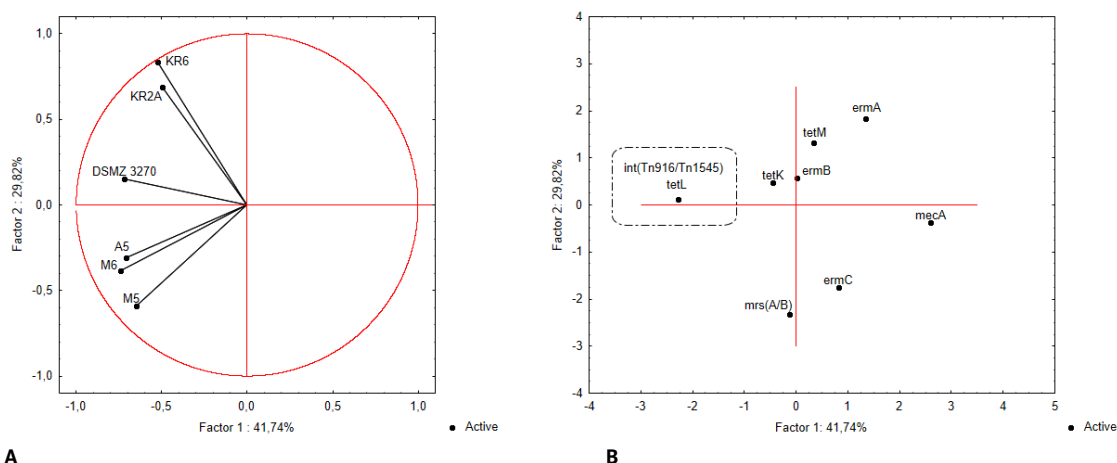 1,0
0,5
0,0
-0,5
-1,0
Factor 2 : 29,82%
KR6
KR2A
DSMZ 3270
A5
M6
M5
-1,0
-0,5
0,0
0,5
1,0
Factor 1 : 41,74%
Active
A
4
3
2
1
0
-1
-2
-3
-4
Factor 2: 29,82%
ermA
tetM
int(Tn916/Tn1545)
tetL
tetK
ermB
mecA
ermC
mrs(A/B)
-4
-3
-2
-1
0
1
2
3
4
5
Factor 1: 41,74%
Active
B